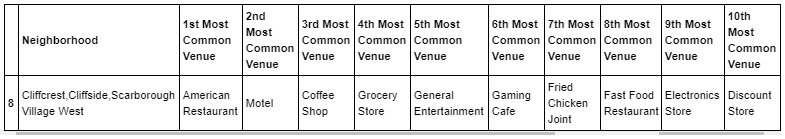 Neighborhood
1st Most Common Venue
2nd Most Common Venue
3rd Most Common Venue
4th Most Common Venue
5th Most Common Venue
6th Most Common Venue
7th Most Common Venue
8th Most Common Venue
9th Most Common Venue
10th Most Common Venue
8
Cliffcrest,Cliffside,Scarborough Village West
American Restaurant
Motel
Coffee Shop
Grocery Store
General Entertainment
Gaming Cafe
Fried Chicken Joint
Fast Food Restaurant
Electronics Store
Discount Store